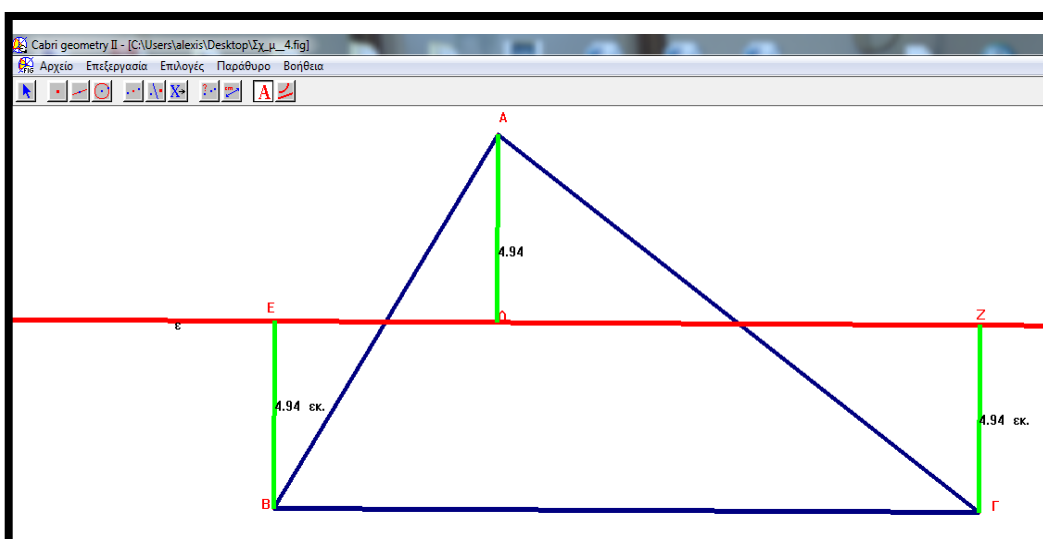 Cabri geometry II - [C:\Users\alexis\Desktop\Σχ_μ__4.fig]
Αρχείο Επεξεργασία Επιλογές Παράθυρο Βοήθεια
A
Α
4.94
Ε
Ζ
ε
4.94 εκ.
4.94 εκ.
Β
Γ